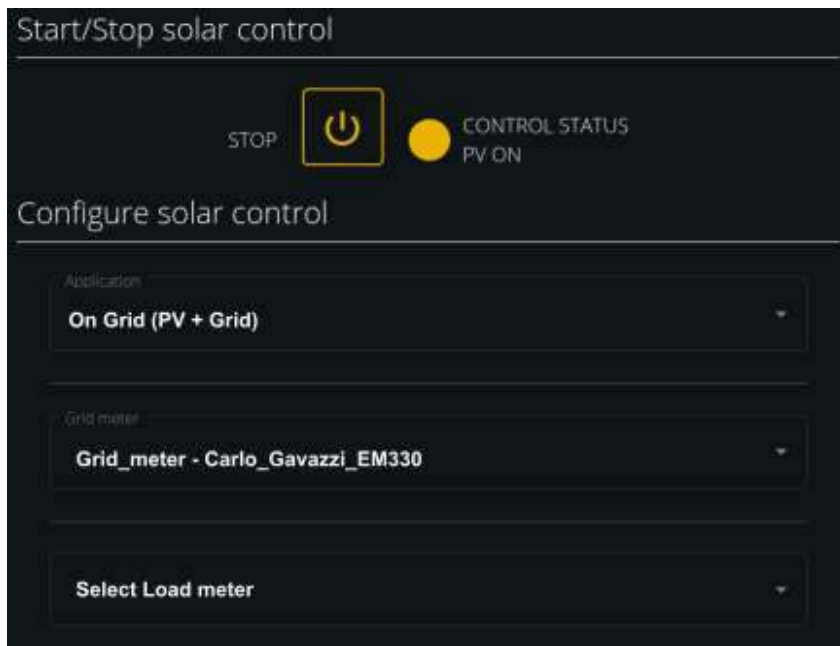 Start/Stop solar control
STOP
CONTROL STATUS
PV ON
Configure solar control
Application
On Grid (PV + Grid)
Grid meter
Grid_meter - Carlo_Gavazzi_EM330
Select Load meter